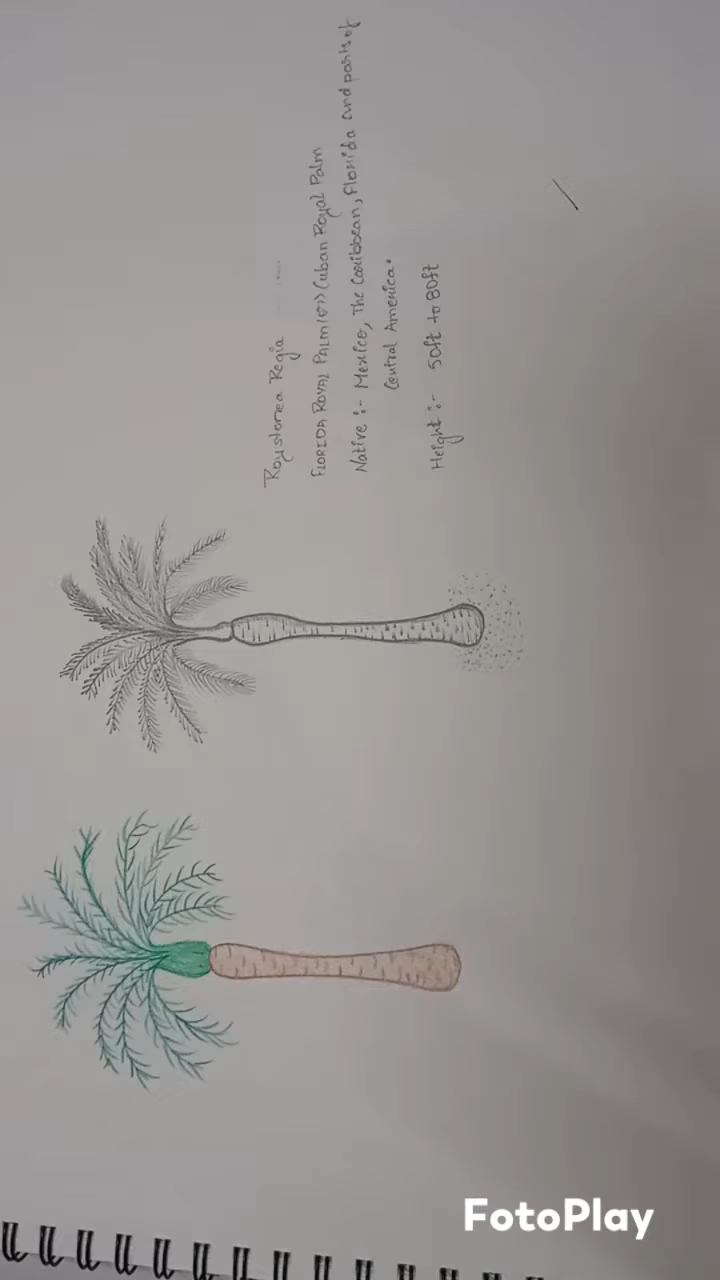 Roystonea Regia
FLORIDA ROYAL PALM (or) Cuban Royal Palm
Native :- Mexico, The Caribbean, Florida and parts of
Central America.
Height :- 50ft to 80ft
FotoPlay